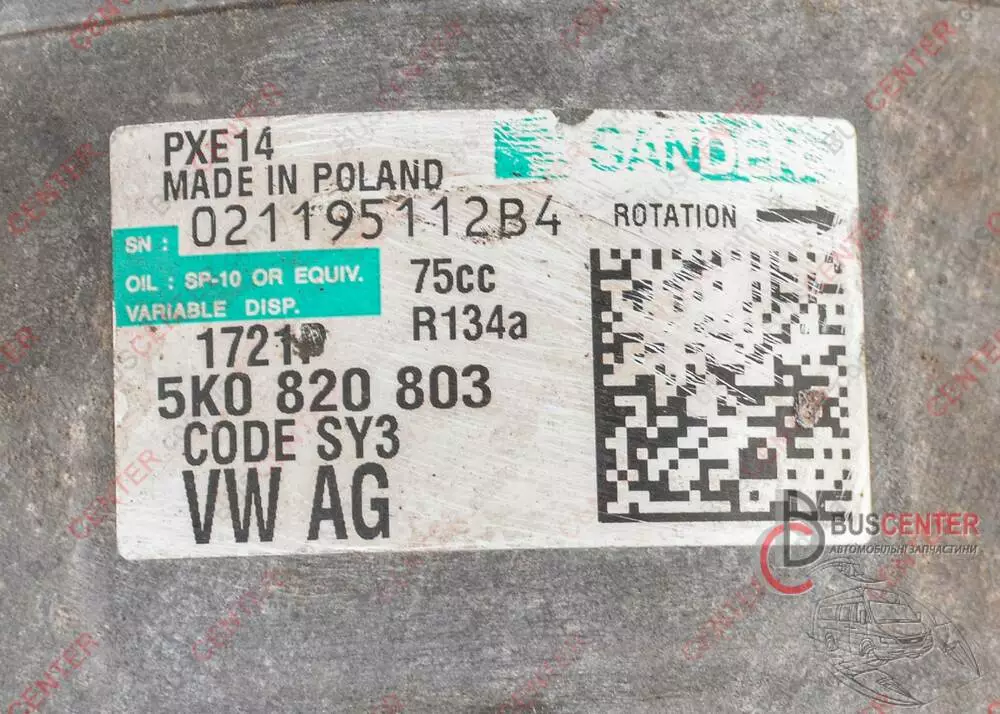 PXE14
SANDEN
MADE IN POLAND
SN : 021195112B4
ROTATION
OIL : SP-10 OR EQUIV.
75cc
VARIABLE DISP.
R134a
5K0 820 803
CODE SY3
VW AG
BUSCENTER
АВТОМОБІЛЬНІ ЗАПЧАСТИНИ